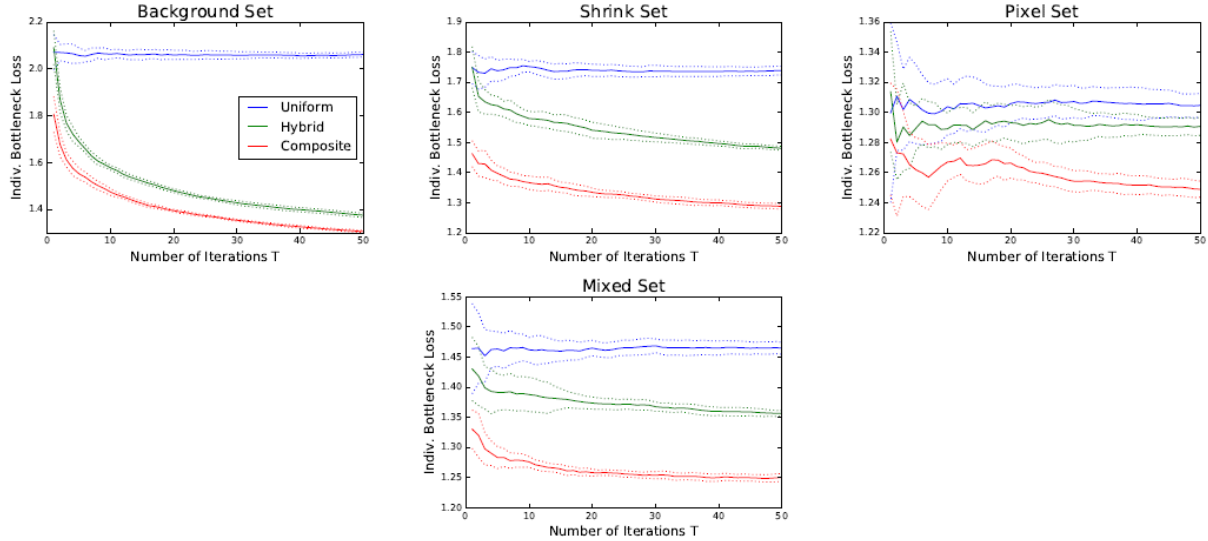 Background Set
Indiv. Bottleneck Loss
2.2
2.0
1.8
1.6
1.4
Uniform
Hybrid
Composite
0 10 20 30 40 50
Number of Iterations T
Shrink Set
Indiv. Bottleneck Loss
1.9
1.8
1.7
1.6
1.5
1.4
1.3
1.2
0 10 20 30 40 50
Number of Iterations T
Pixel Set
Indiv. Bottleneck Loss
1.36
1.34
1.32
1.30
1.28
1.26
1.24
1.22
0 10 20 30 40 50
Number of Iterations T
Mixed Set
Indiv. Bottleneck Loss
1.55
1.50
1.45
1.40
1.35
1.30
1.25
1.20
0 10 20 30 40 50
Number of Iterations T